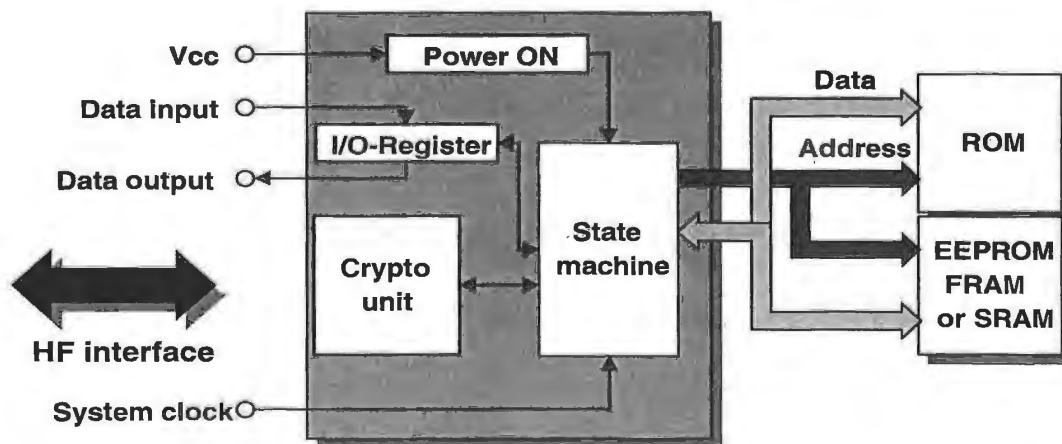 Vcc
Power ON
Data input
I/O-Register
Data output
Crypto
unit
State
machine
HF interface
System clock
Data
Address
ROM
EEPROM
FRAM
or SRAM